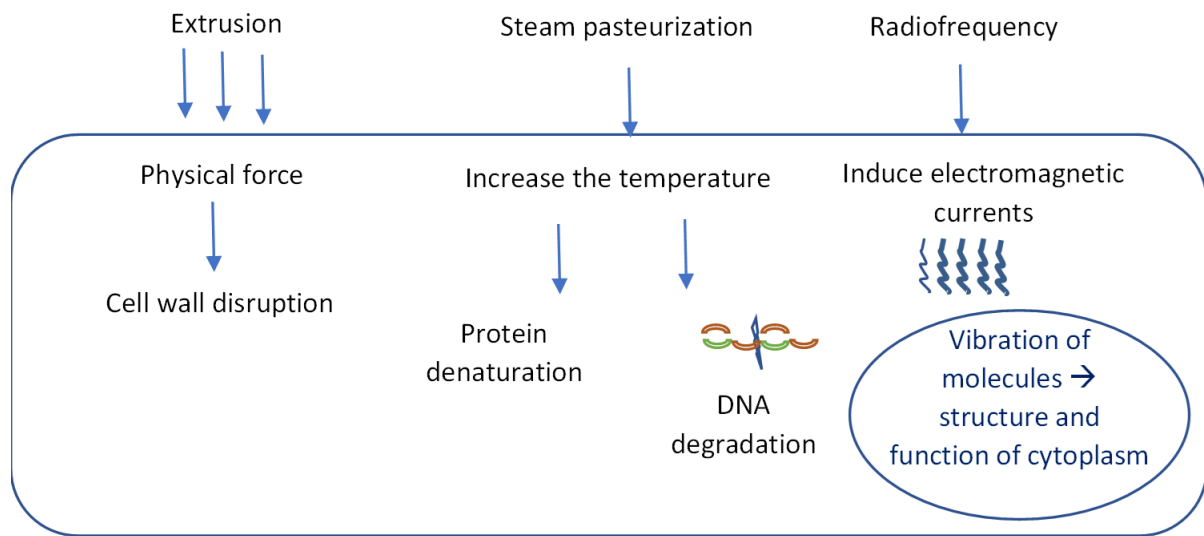 Extrusion
Steam pasteurization
Radiofrequency
Physical force
Cell wall disruption
Increase the temperature
Protein
denaturation
DNA
degradation
Induce electromagnetic
currents
Vibration of
molecules →
structure and
function of cytoplasm